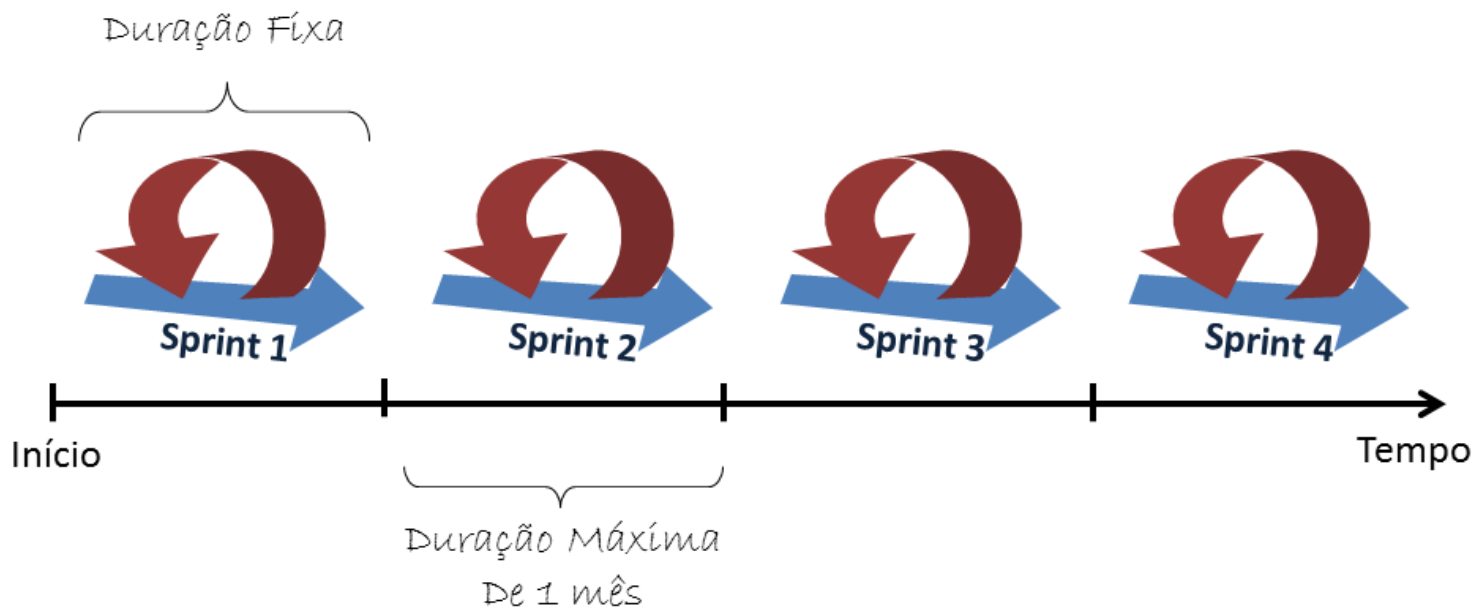 Duração Fixa
Sprint 1
Sprint 2
Sprint 3
Sprint 4
Início
Tempo
Duração Máxima
De 1 mês